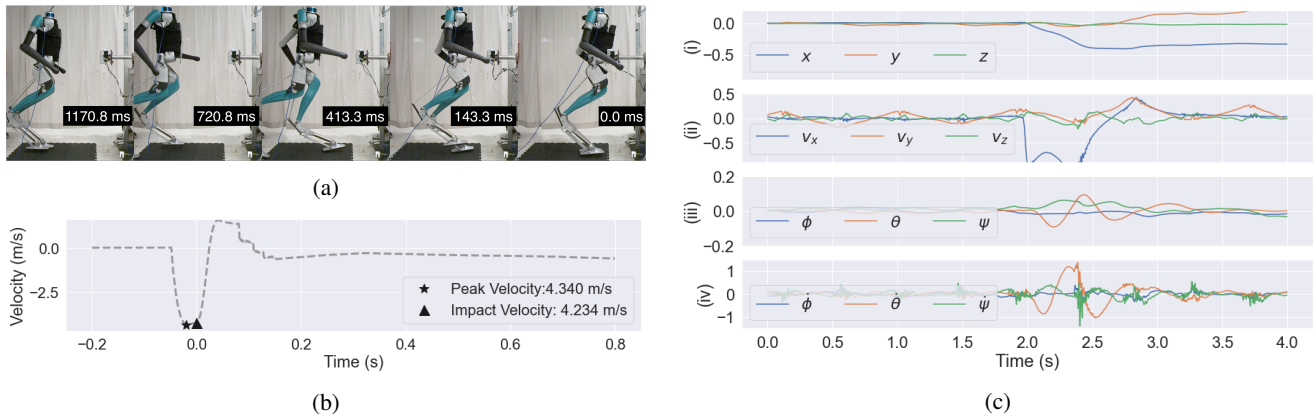 1170.8 ms
720.8 ms
413.3 ms
143.3 ms
0.0 ms
(a)
Velocity (m/s)
0.0
−2.5
Peak Velocity:4.340 m/s
Impact Velocity: 4.234 m/s
−0.2 0.0 0.2 0.4 0.6 0.8
Time (s)
(b)
(i)
0.0
−0.5
x y z
(ii)
0.5
0.0
−0.5
vₓ v_y v_z
(iii)
0.2
0.0
−0.2
ϕ θ ψ
(iv)
1
0
−1
ϕ̇ θ̇ ψ̇
0.0 0.5 1.0 1.5 2.0 2.5 3.0 3.5 4.0
Time (s)
(c)